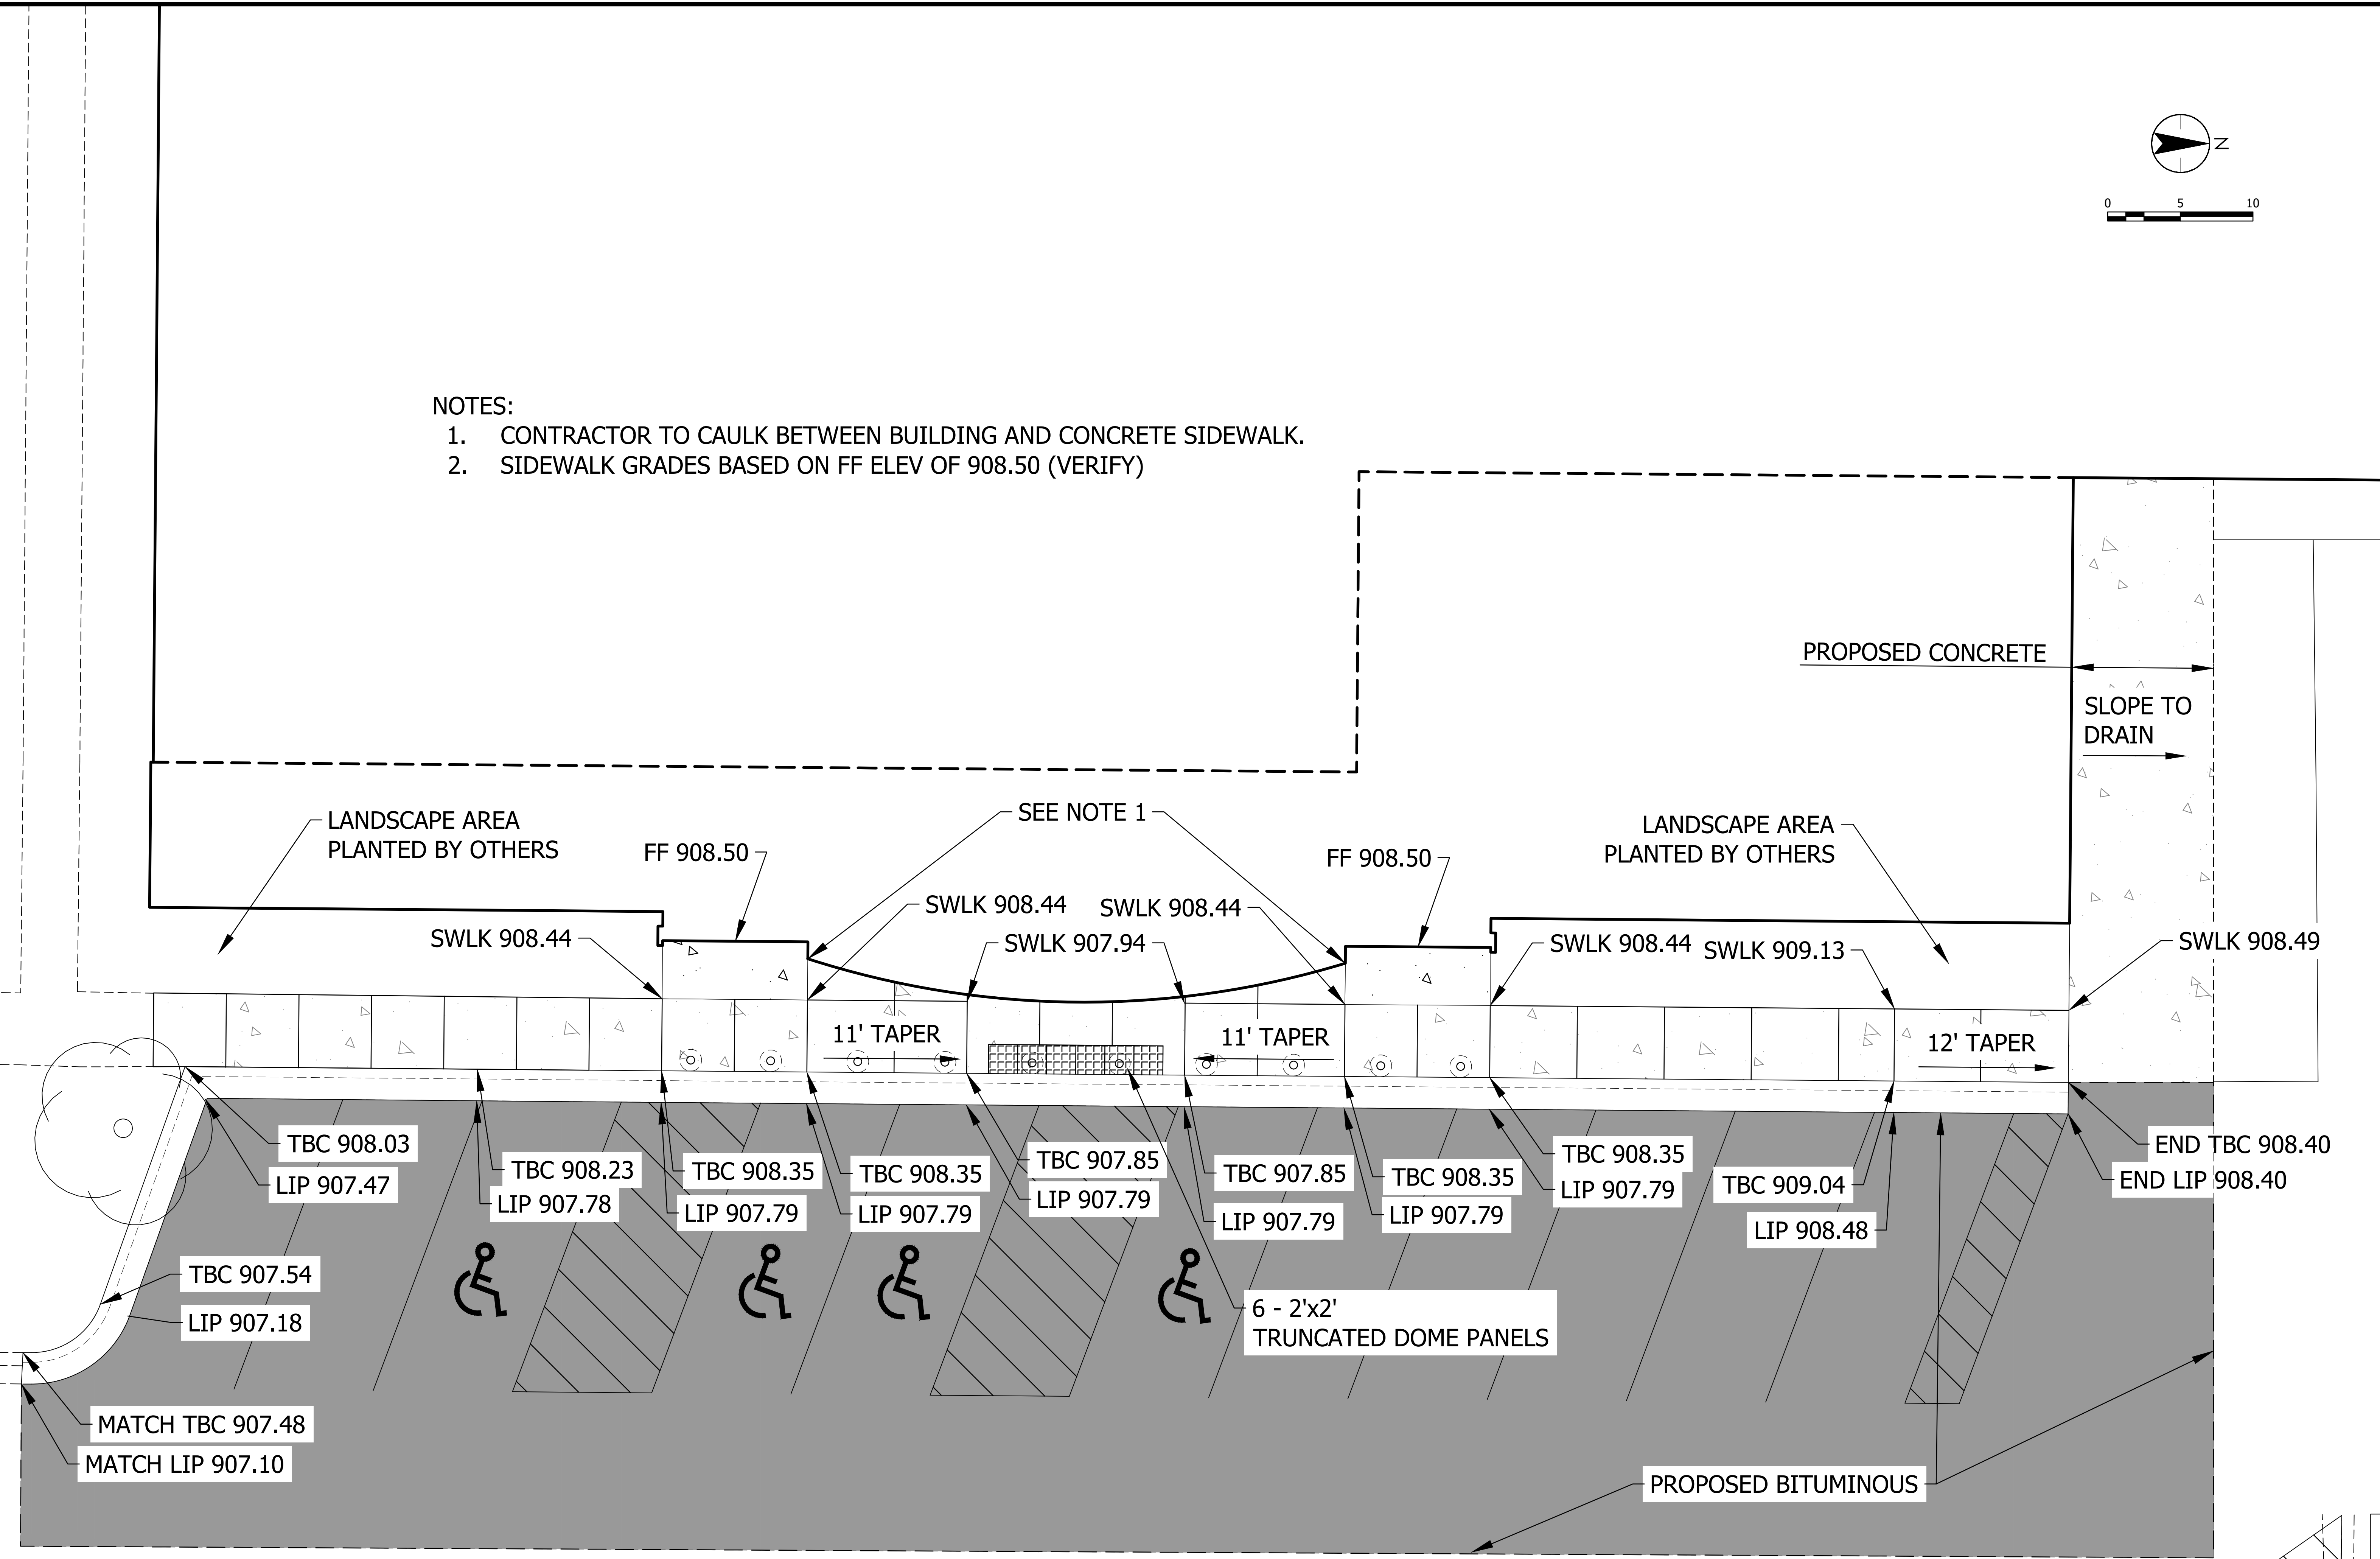 N
0 5 10
NOTES:
1. CONTRACTOR TO CAULK BETWEEN BUILDING AND CONCRETE SIDEWALK.
2. SIDEWALK GRADES BASED ON FF ELEV OF 908.50 (VERIFY)
PROPOSED CONCRETE
SLOPE TO
DRAIN
LANDSCAPE AREA
PLANTED BY OTHERS
FF 908.50
SEE NOTE 1
FF 908.50
LANDSCAPE AREA
PLANTED BY OTHERS
SWLK 908.44
SWLK 908.44
SWLK 908.44
SWLK 907.94
SWLK 908.44
SWLK 909.13
SWLK 908.49
11' TAPER
11' TAPER
12' TAPER
TBC 908.03
LIP 907.47
TBC 908.23
LIP 907.78
TBC 908.35
LIP 907.79
TBC 908.35
LIP 907.79
TBC 907.85
LIP 907.79
TBC 907.85
LIP 907.79
TBC 908.35
LIP 907.79
TBC 908.35
LIP 907.79
TBC 909.04
LIP 908.48
END TBC 908.40
END LIP 908.40
TBC 907.54
LIP 907.18
6 - 2'x2'
TRUNCATED DOME PANELS
MATCH TBC 907.48
MATCH LIP 907.10
PROPOSED BITUMINOUS